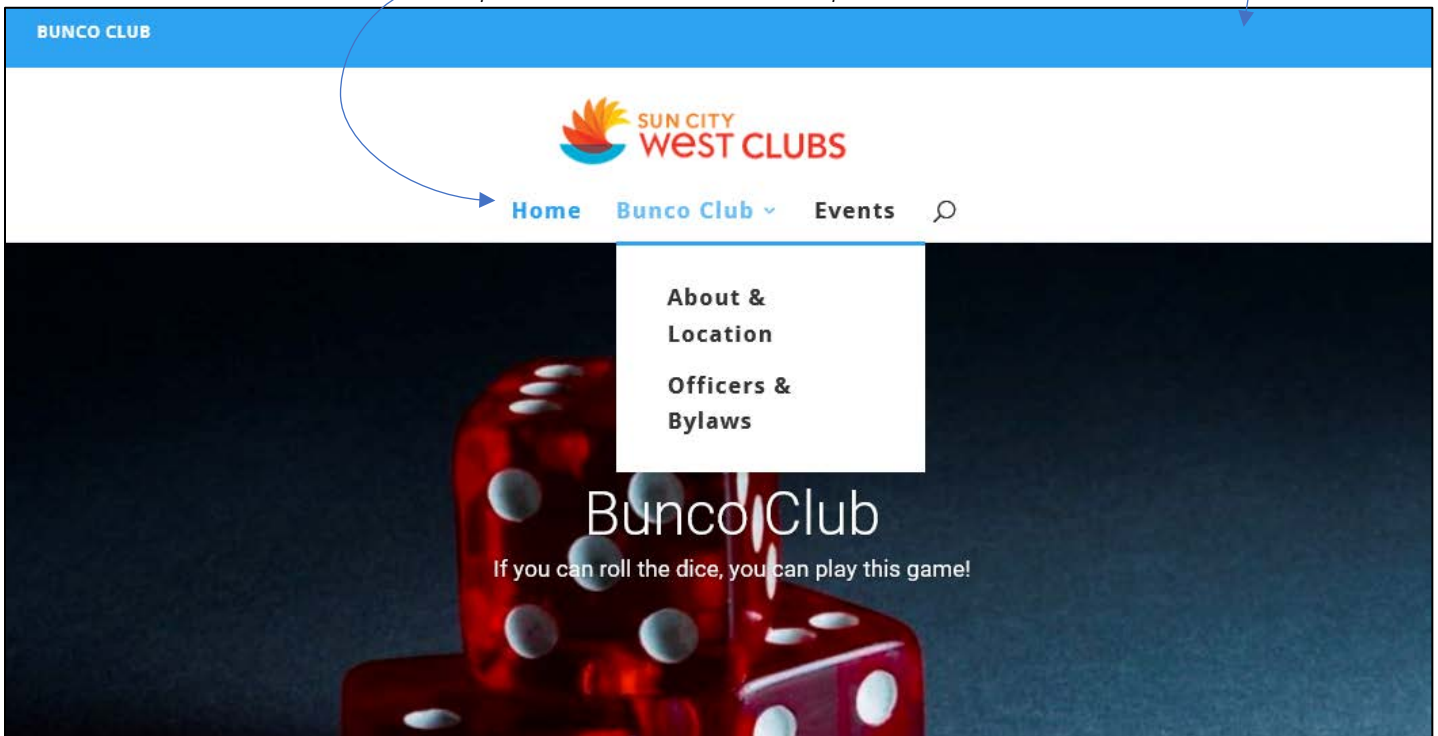 BUNCO CLUB
SUN CITY
WEST CLUBS
Home Bunco Club Events
About &
Location
Officers &
Bylaws
Bunco Club
If you can roll the dice, you can play this game!